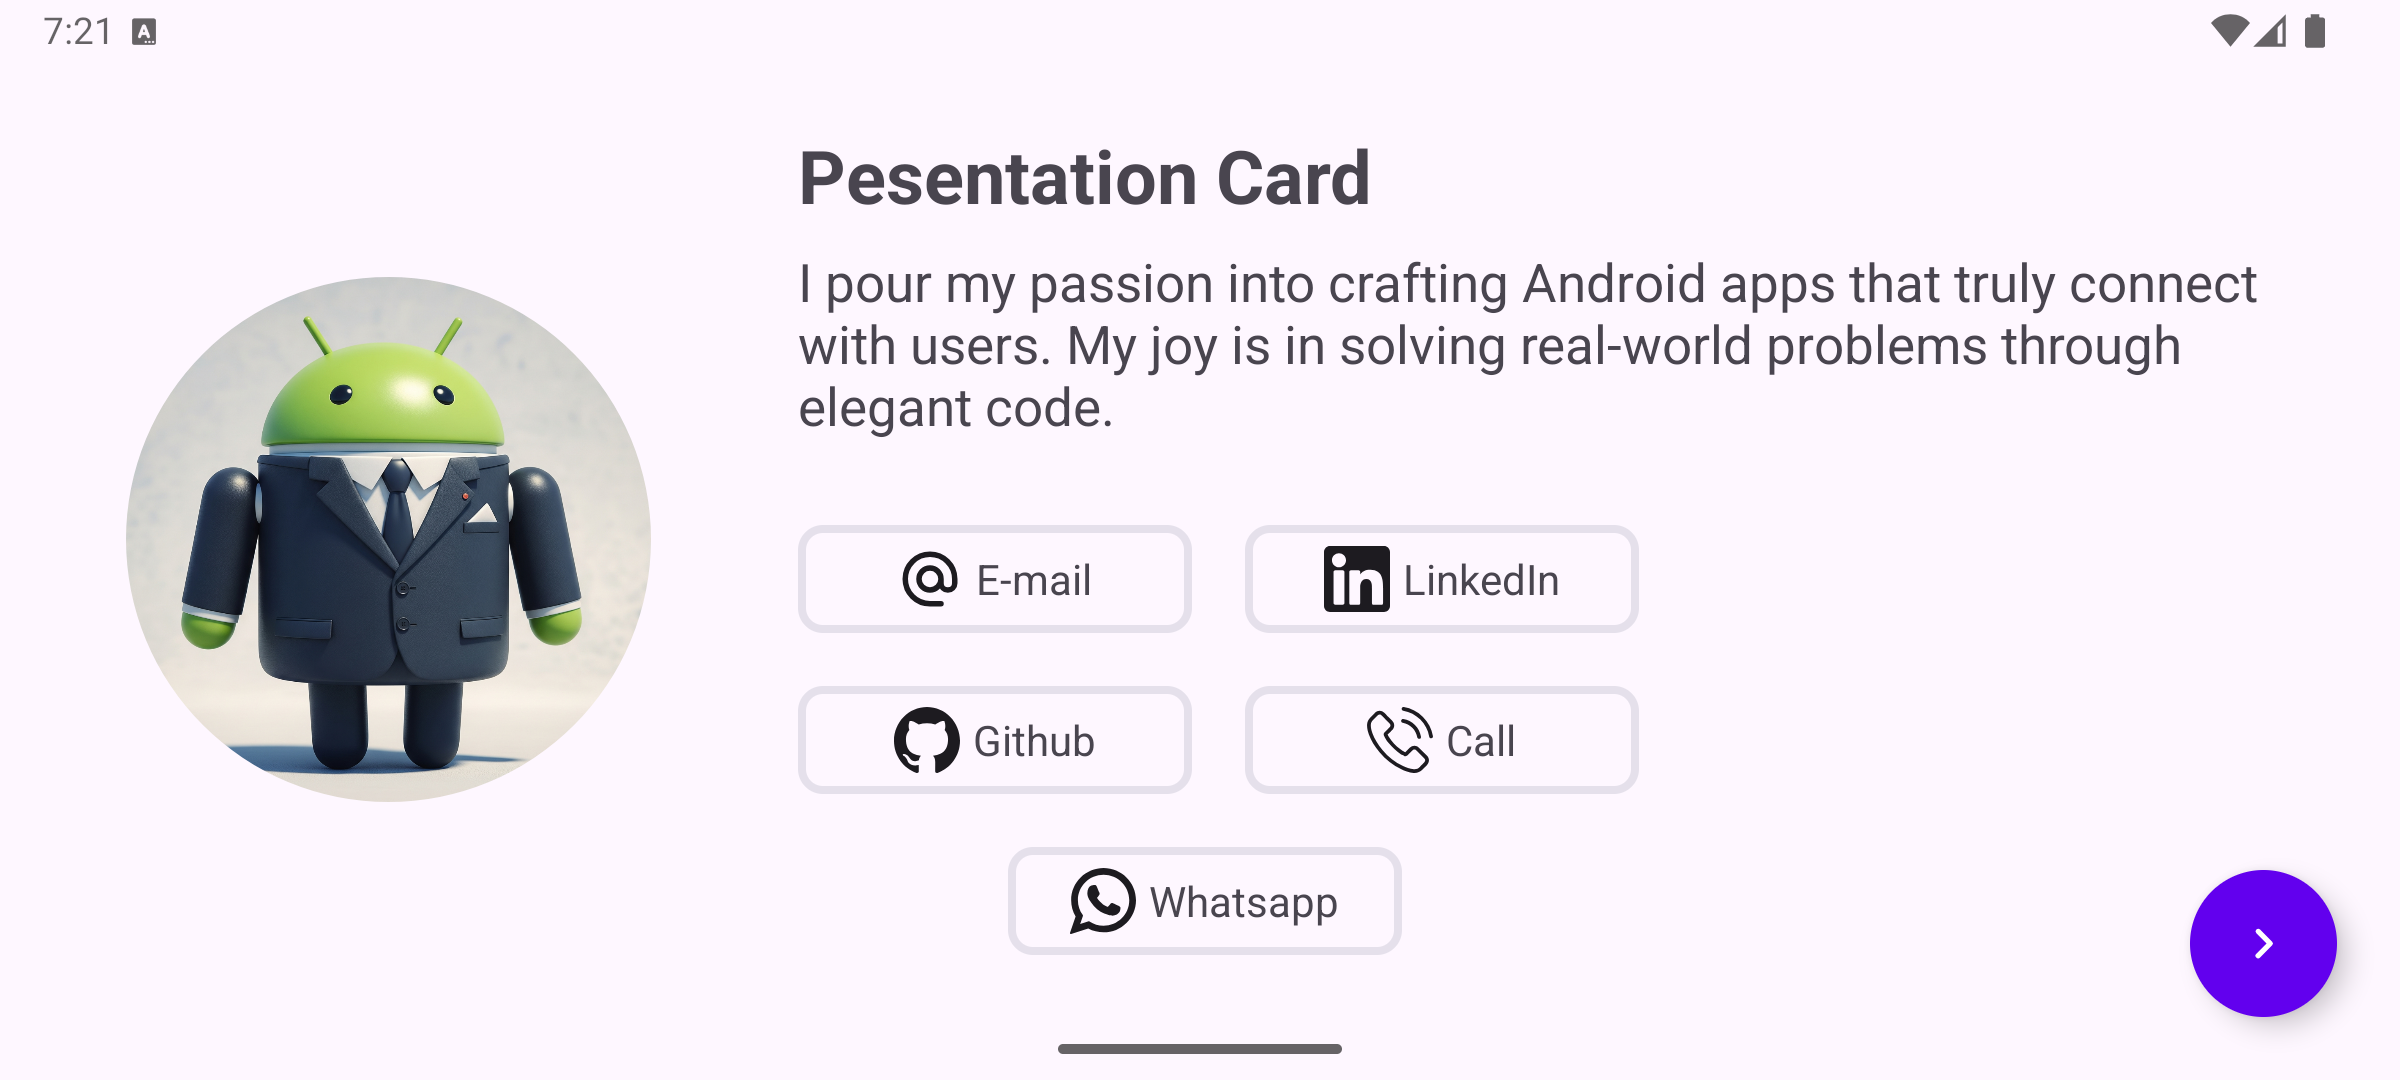 7:21
Pesentation Card
I pour my passion into crafting Android apps that truly connect
with users. My joy is in solving real-world problems through
elegant code.
E-mail
LinkedIn
Github
Call
Whatsapp